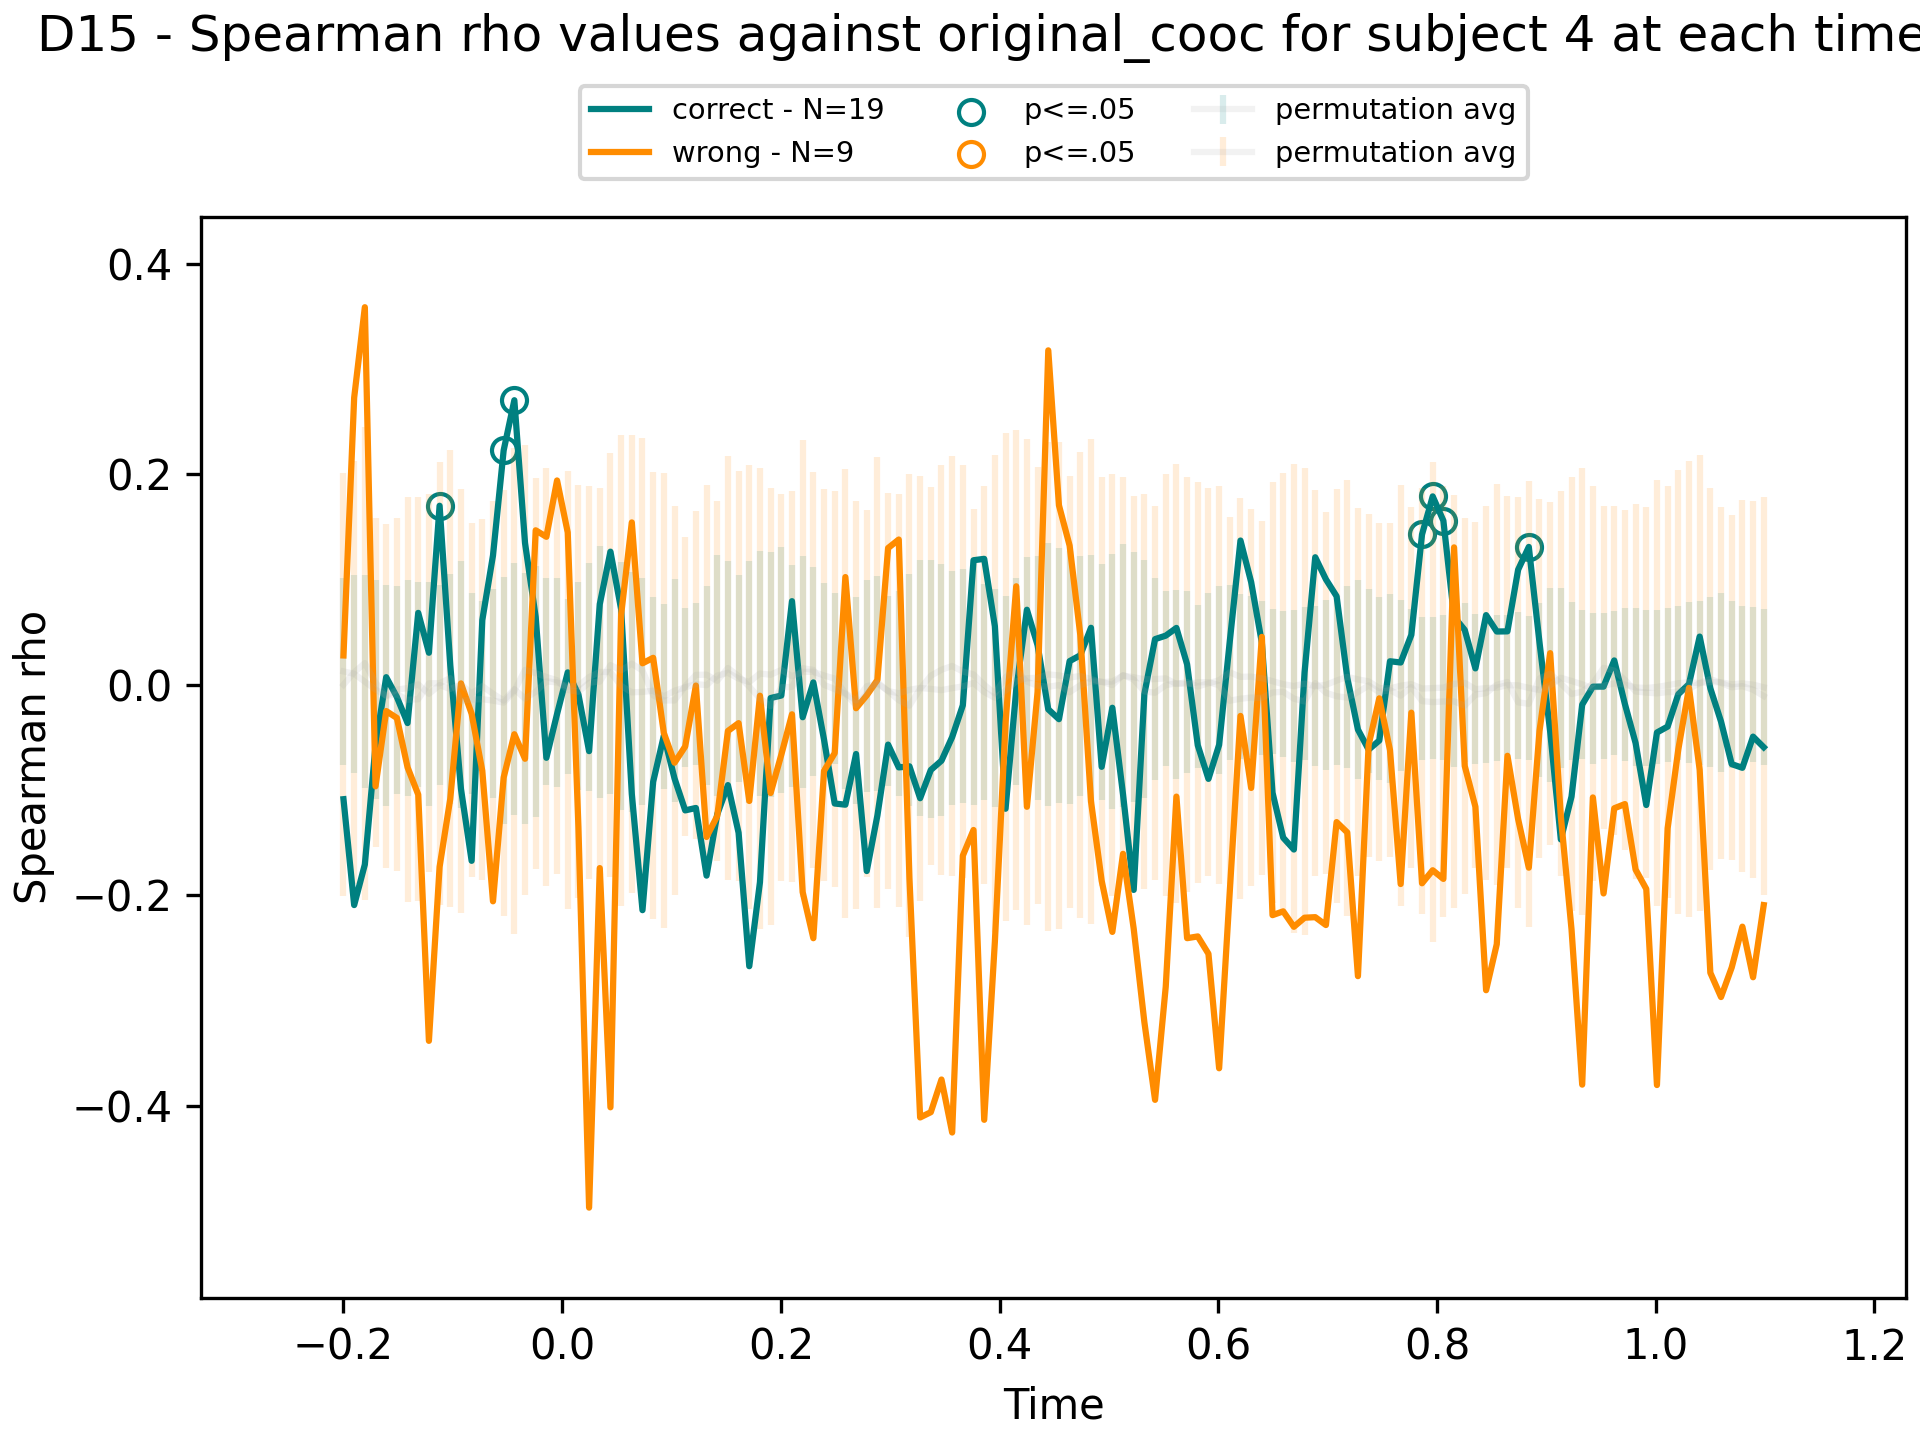 D15 - Spearman rho values against original_cooc for subject 4 at each time
correct - N=19
wrong - N=9
p<=.05
p<=.05
permutation avg
permutation avg
0.4
0.2
0.0
−0.2
−0.4
Spearman rho
−0.2 0.0 0.2 0.4 0.6 0.8 1.0 1.2
Time